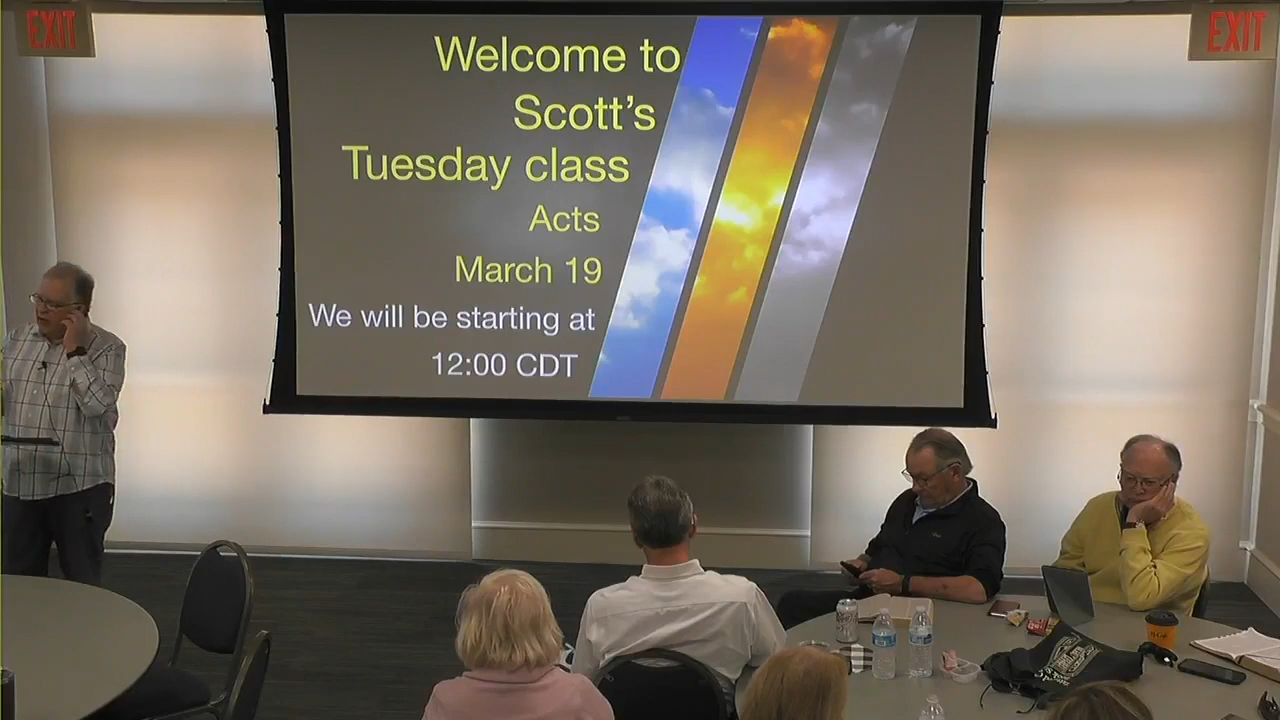 EXIT
EXIT
Welcome to
Scott's
Tuesday class
Acts
March 19
We will be starting at
12:00 CDT